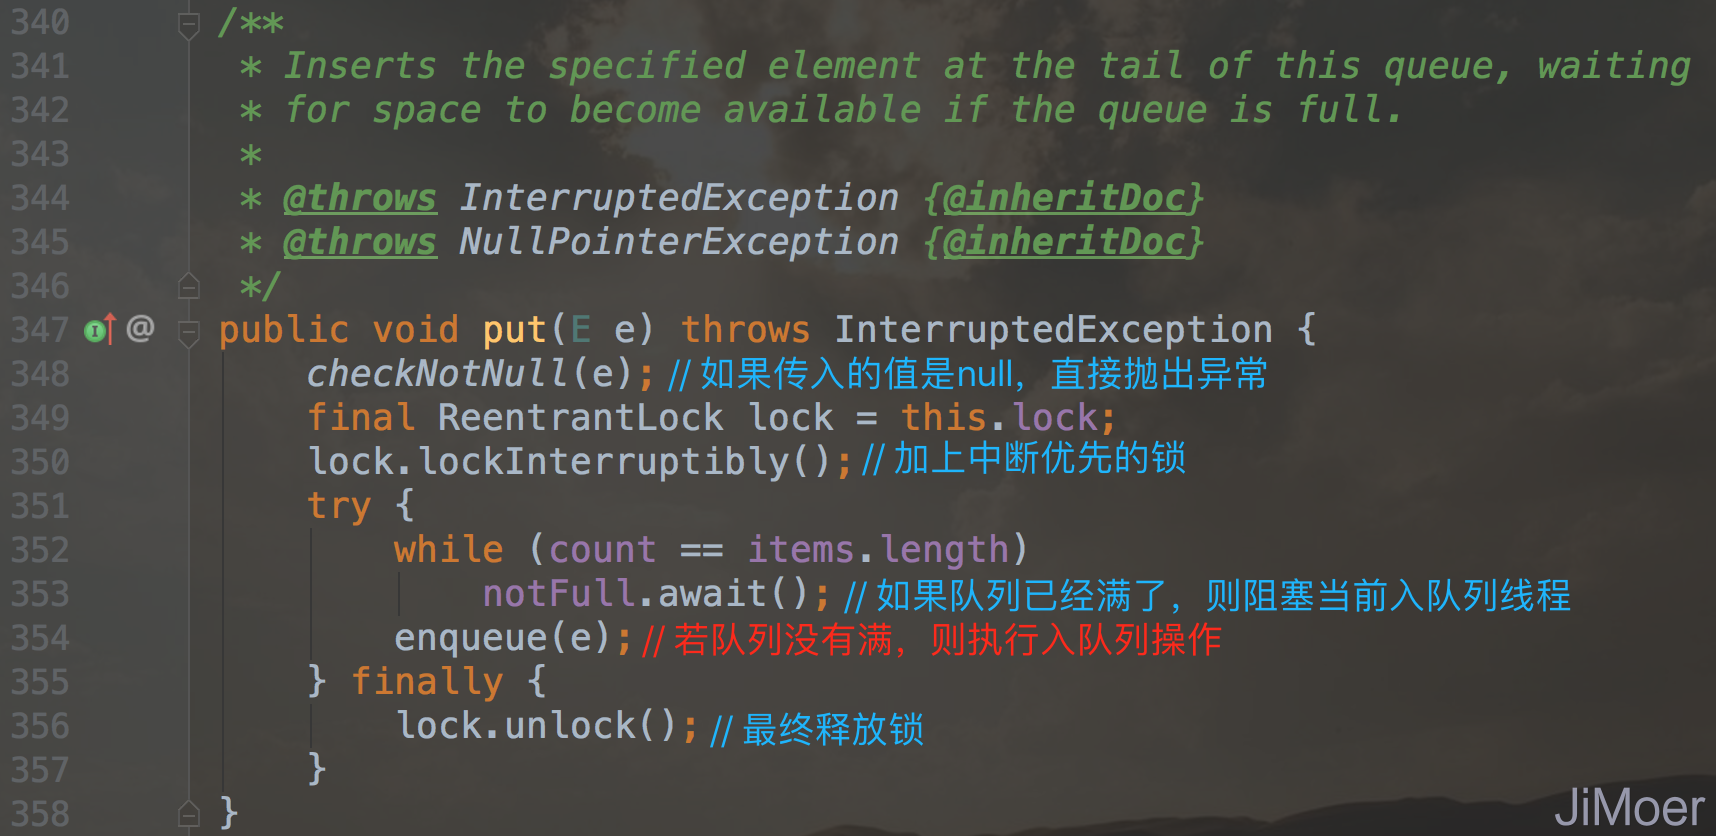 340 /**
341 * Inserts the specified element at the tail of this queue, waiting
342 * for space to become available if the queue is full.
343 *
344 * @throws InterruptedException {@inheritDoc}
345 * @throws NullPointerException {@inheritDoc}
346 */
347 I @ public void put(E e) throws InterruptedException {
348 checkNotNull(e); // 如果传入的值是null，直接抛出异常
349 final ReentrantLock lock = this.lock;
350 lock.lockInterruptibly(); // 加上中断优先的锁
351 try {
352 while (count == items.length)
353 notFull.await(); // 如果队列已经满了，则阻塞当前入队列线程
354 enqueue(e); // 若队列没有满，则执行入队列操作
355 } finally {
356 lock.unlock(); // 最终释放锁
357 }
358 }
JiMoer